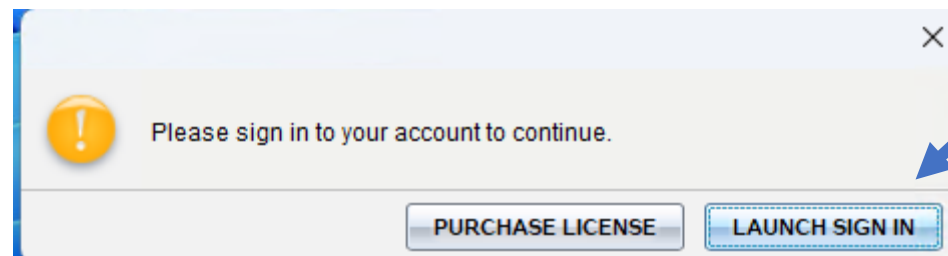 Please sign in to your account to continue.
PURCHASE LICENSE LAUNCH SIGN IN